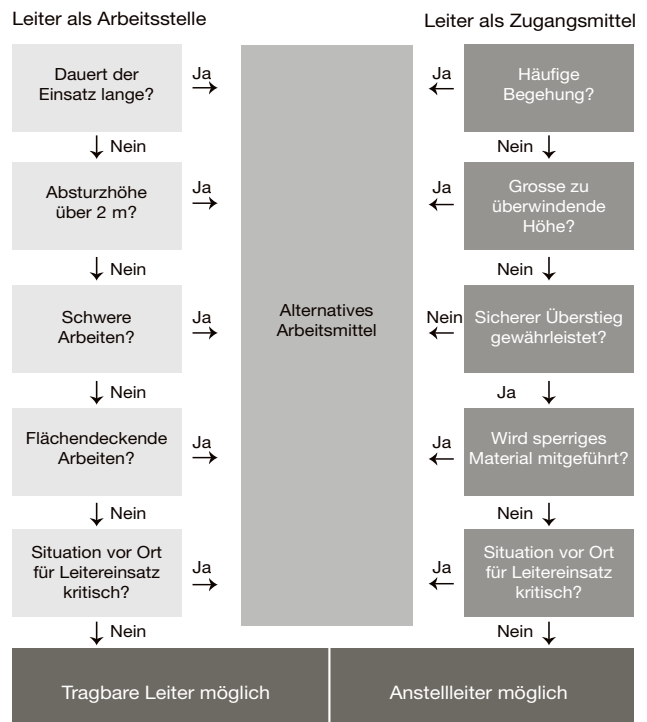 Leiter als Arbeitsstelle
Leiter als Zugangsmittel
Dauert der
Einsatz lange?
Ja
Ja
Häufige
Begehung?
Nein
Nein
Absturzhöhe
über 2 m?
Ja
Ja
Grosse zu
überwindende
Höhe?
Nein
Nein
Schwere
Arbeiten?
Ja
Alternatives
Arbeitsmittel
Nein
Sicherer Überstieg
gewährleistet?
Nein
Ja
Flächendeckende
Arbeiten?
Ja
Ja
Wird sperriges
Material mitgeführt?
Nein
Nein
Situation vor Ort
für Leitereinsatz
kritisch?
Ja
Ja
Situation vor Ort
für Leitereinsatz
kritisch?
Nein
Nein
Tragbare Leiter möglich
Anstellleiter möglich